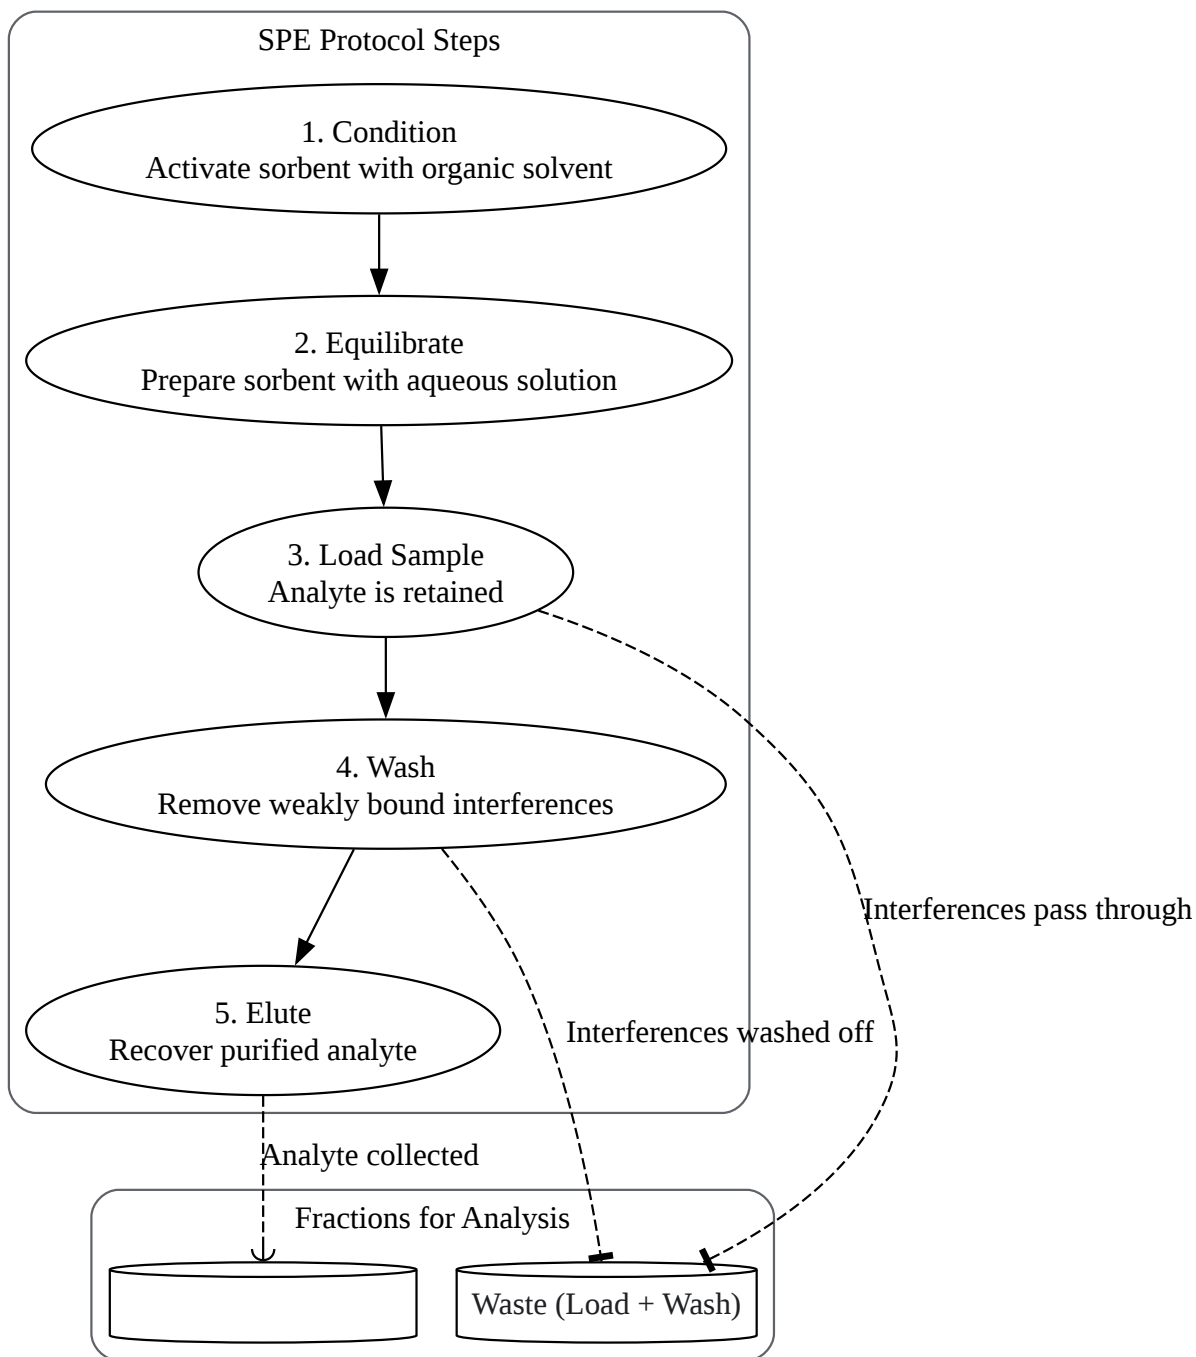 SPE Protocol Steps
1. Condition
Activate sorbent with organic solvent
2. Equilibrate
Prepare sorbent with aqueous solution
3. Load Sample
Analyte is retained
4. Wash
Remove weakly bound interferences
Interferences pass through
5. Elute
Recover purified analyte
Interferences washed off
Analyte collected
Fractions for Analysis
Waste (Load + Wash)